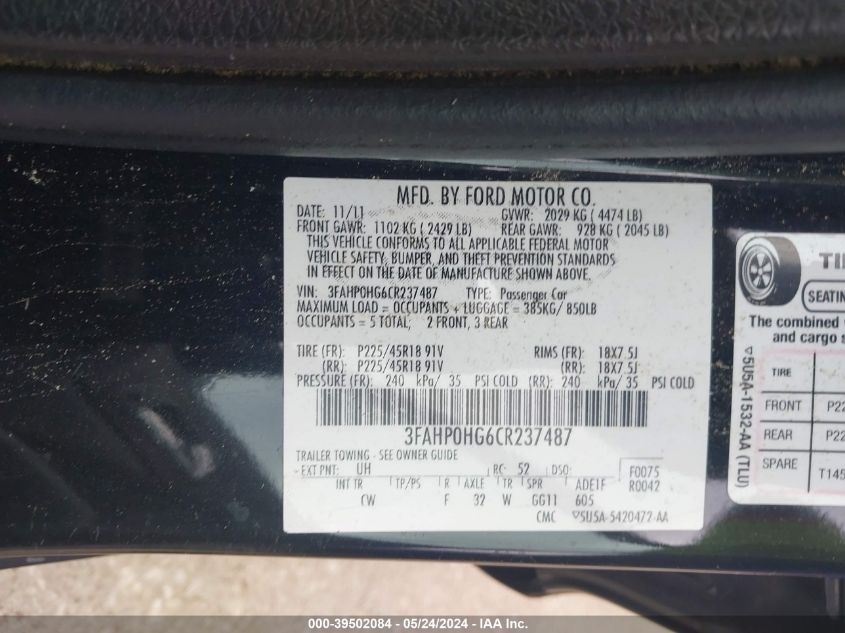 MFD. BY FORD MOTOR CO.
DATE: 11/11 GVWR: 2029 KG ( 4474 LB)
FRONT GAWR: 1102 KG ( 2429 LB) REAR GAWR: 928 KG ( 2045 LB)
THIS VEHICLE CONFORMS TO ALL APPLICABLE FEDERAL MOTOR
VEHICLE SAFETY, BUMPER, AND THEFT PREVENTION STANDARDS
IN EFFECT ON THE DATE OF MANUFACTURE SHOWN ABOVE.
VIN: 3FAHP0HG6CR237487 TYPE: Passenger Car
MAXIMUM LOAD = OCCUPANTS + LUGGAGE = 385KG/ 850LB
OCCUPANTS = 5 TOTAL; 2 FRONT, 3 REAR
TIRE (FR): P225/45R18 91V RIMS (FR): 18X7.5J
(RR): P225/45R18 91V (RR): 18X7.5J
PRESSURE (FR): 240 kPa/ 35 PSI COLD (RR): 240 kPa/ 35 PSI COLD
3FAHP0HG6CR237487
TRAILER TOWING - SEE OWNER GUIDE
EXT PNT: UH RC: 52 DSO: F0075
INT TR TP/PS R AXLE TR SPR ADE1F R0042
CW F 32 W GG11 605
CMC ▽5U5A-5420472-AA
TI
SEATIN
The combined
and cargo s
TIRE
FRONT P22
REAR P22
SPARE T145
▽5U5A-1532-AA (TLU)
000-39502084 - 05/24/2024 - IAA Inc.